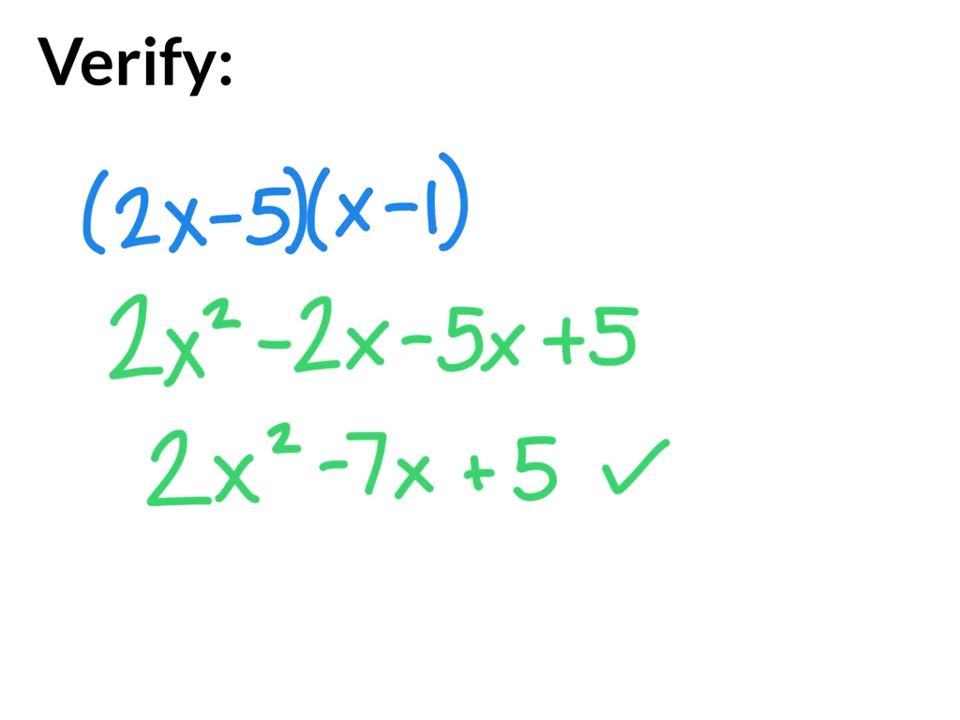 Verify:
(2x-5)(x-1)
2x² -2x-5x+5
2x² -7x +5 ✓